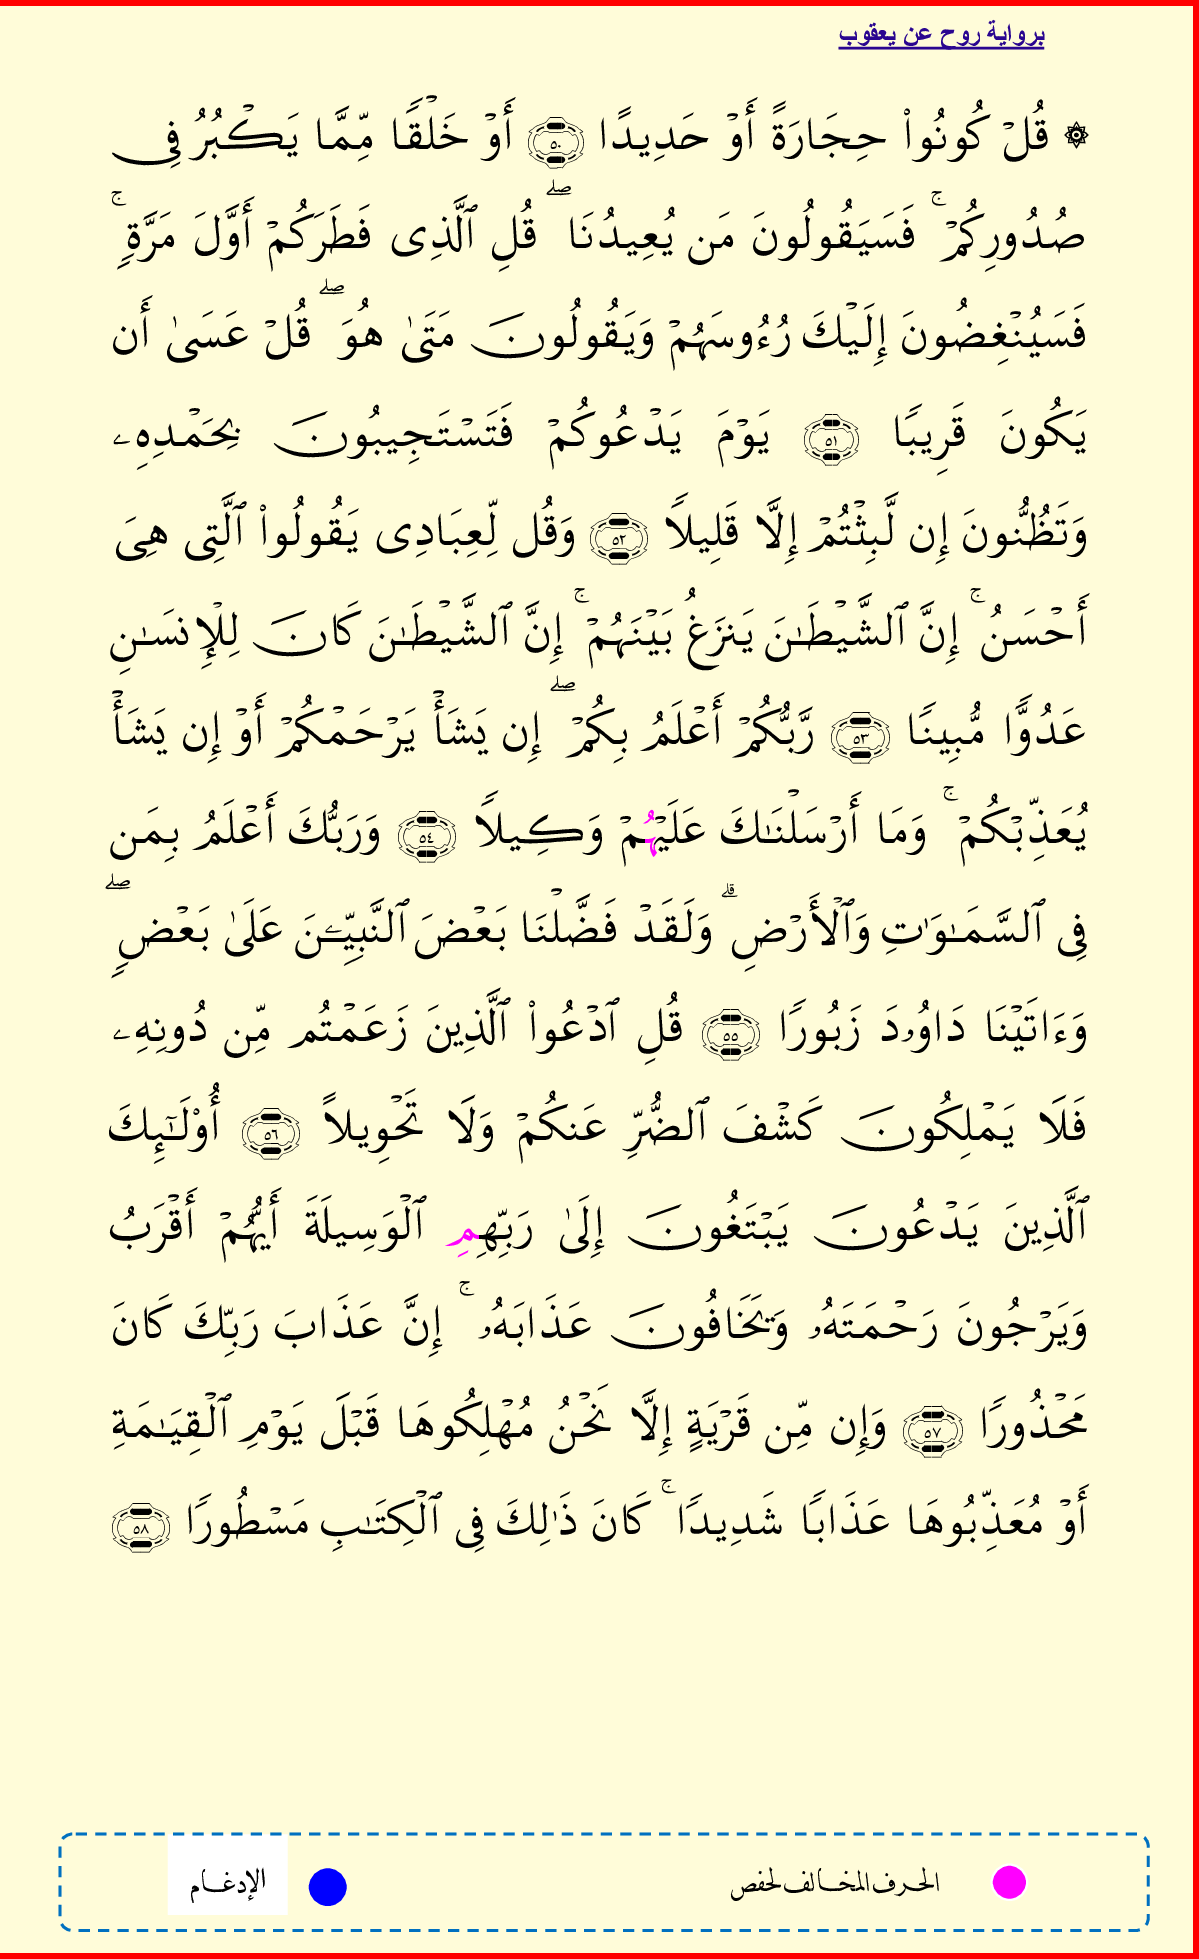 برواية روح عن يعقوب
۞ قُلۡ كُونُواْ حِجَارَةً أَوۡ حَدِيدًا ٥٠ أَوۡ خَلۡقًا مِّمَّا يَكۡبُرُ فِى
صُدُورِكُمۡۚ فَسَيَقُولُونَ مَن يُعِيدُنَاۖ قُلِ ٱلَّذِى فَطَرَكُمۡ أَوَّلَ مَرَّةٍۚ
فَسَيُنۡغِضُونَ إِلَيۡكَ رُءُوسَهُمۡ وَيَقُولُونَ مَتَىٰ هُوَۖ قُلۡ عَسَىٰ أَن
يَكُونَ قَرِيبًا ٥١ يَوۡمَ يَدۡعُوكُمۡ فَتَسۡتَجِيبُونَ بِحَمۡدِهِۦ
وَتَظُنُّونَ إِن لَّبِثۡتُمۡ إِلَّا قَلِيلًا ٥٢ وَقُل لِّعِبَادِى يَقُولُواْ ٱلَّتِى هِىَ
أَحۡسَنُۚ إِنَّ ٱلشَّيۡطَـٰنَ يَنزَغُ بَيۡنَهُمۡۚ إِنَّ ٱلشَّيۡطَـٰنَ كَانَ لِلۡإِنسَـٰنِ
عَدُوًّا مُّبِينًا ٥٣ رَّبُّكُمۡ أَعۡلَمُ بِكُمۡۖ إِن يَشَأۡ يَرۡحَمۡكُمۡ أَوۡ إِن يَشَأۡ
يُعَذِّبۡكُمۡۚ وَمَا أَرۡسَلۡنَـٰكَ عَلَيۡهُمۡ وَكِيلًا ٥٤ وَرَبُّكَ أَعۡلَمُ بِمَن
فِى ٱلسَّمَـٰوَٰتِ وَٱلۡأَرۡضِۗ وَلَقَدۡ فَضَّلۡنَا بَعۡضَ ٱلنَّبِيِّـۧنَ عَلَىٰ بَعۡضٍۖ
وَءَاتَيۡنَا دَاوُۥدَ زَبُورًا ٥٥ قُلِ ٱدۡعُواْ ٱلَّذِينَ زَعَمۡتُم مِّن دُونِهِۦ
فَلَا يَمۡلِكُونَ كَشۡفَ ٱلضُّرِّ عَنكُمۡ وَلَا تَحۡوِيلًا ٥٦ أُوْلَـٰٓئِكَ
ٱلَّذِينَ يَدۡعُونَ يَبۡتَغُونَ إِلَىٰ رَبِّهِمِ ٱلۡوَسِيلَةَ أَيُّهُمۡ أَقۡرَبُ
وَيَرۡجُونَ رَحۡمَتَهُۥ وَيَخَافُونَ عَذَابَهُۥۚ إِنَّ عَذَابَ رَبِّكَ كَانَ
مَحۡذُورًا ٥٧ وَإِن مِّن قَرۡيَةٍ إِلَّا نَحۡنُ مُهۡلِكُوهَا قَبۡلَ يَوۡمِ ٱلۡقِيَـٰمَةِ
أَوۡ مُعَذِّبُوهَا عَذَابًا شَدِيدًاۚ كَانَ ذَٰلِكَ فِى ٱلۡكِتَـٰبِ مَسۡطُورًا ٥٨
الحرف المخالف لحفص
الإدغام